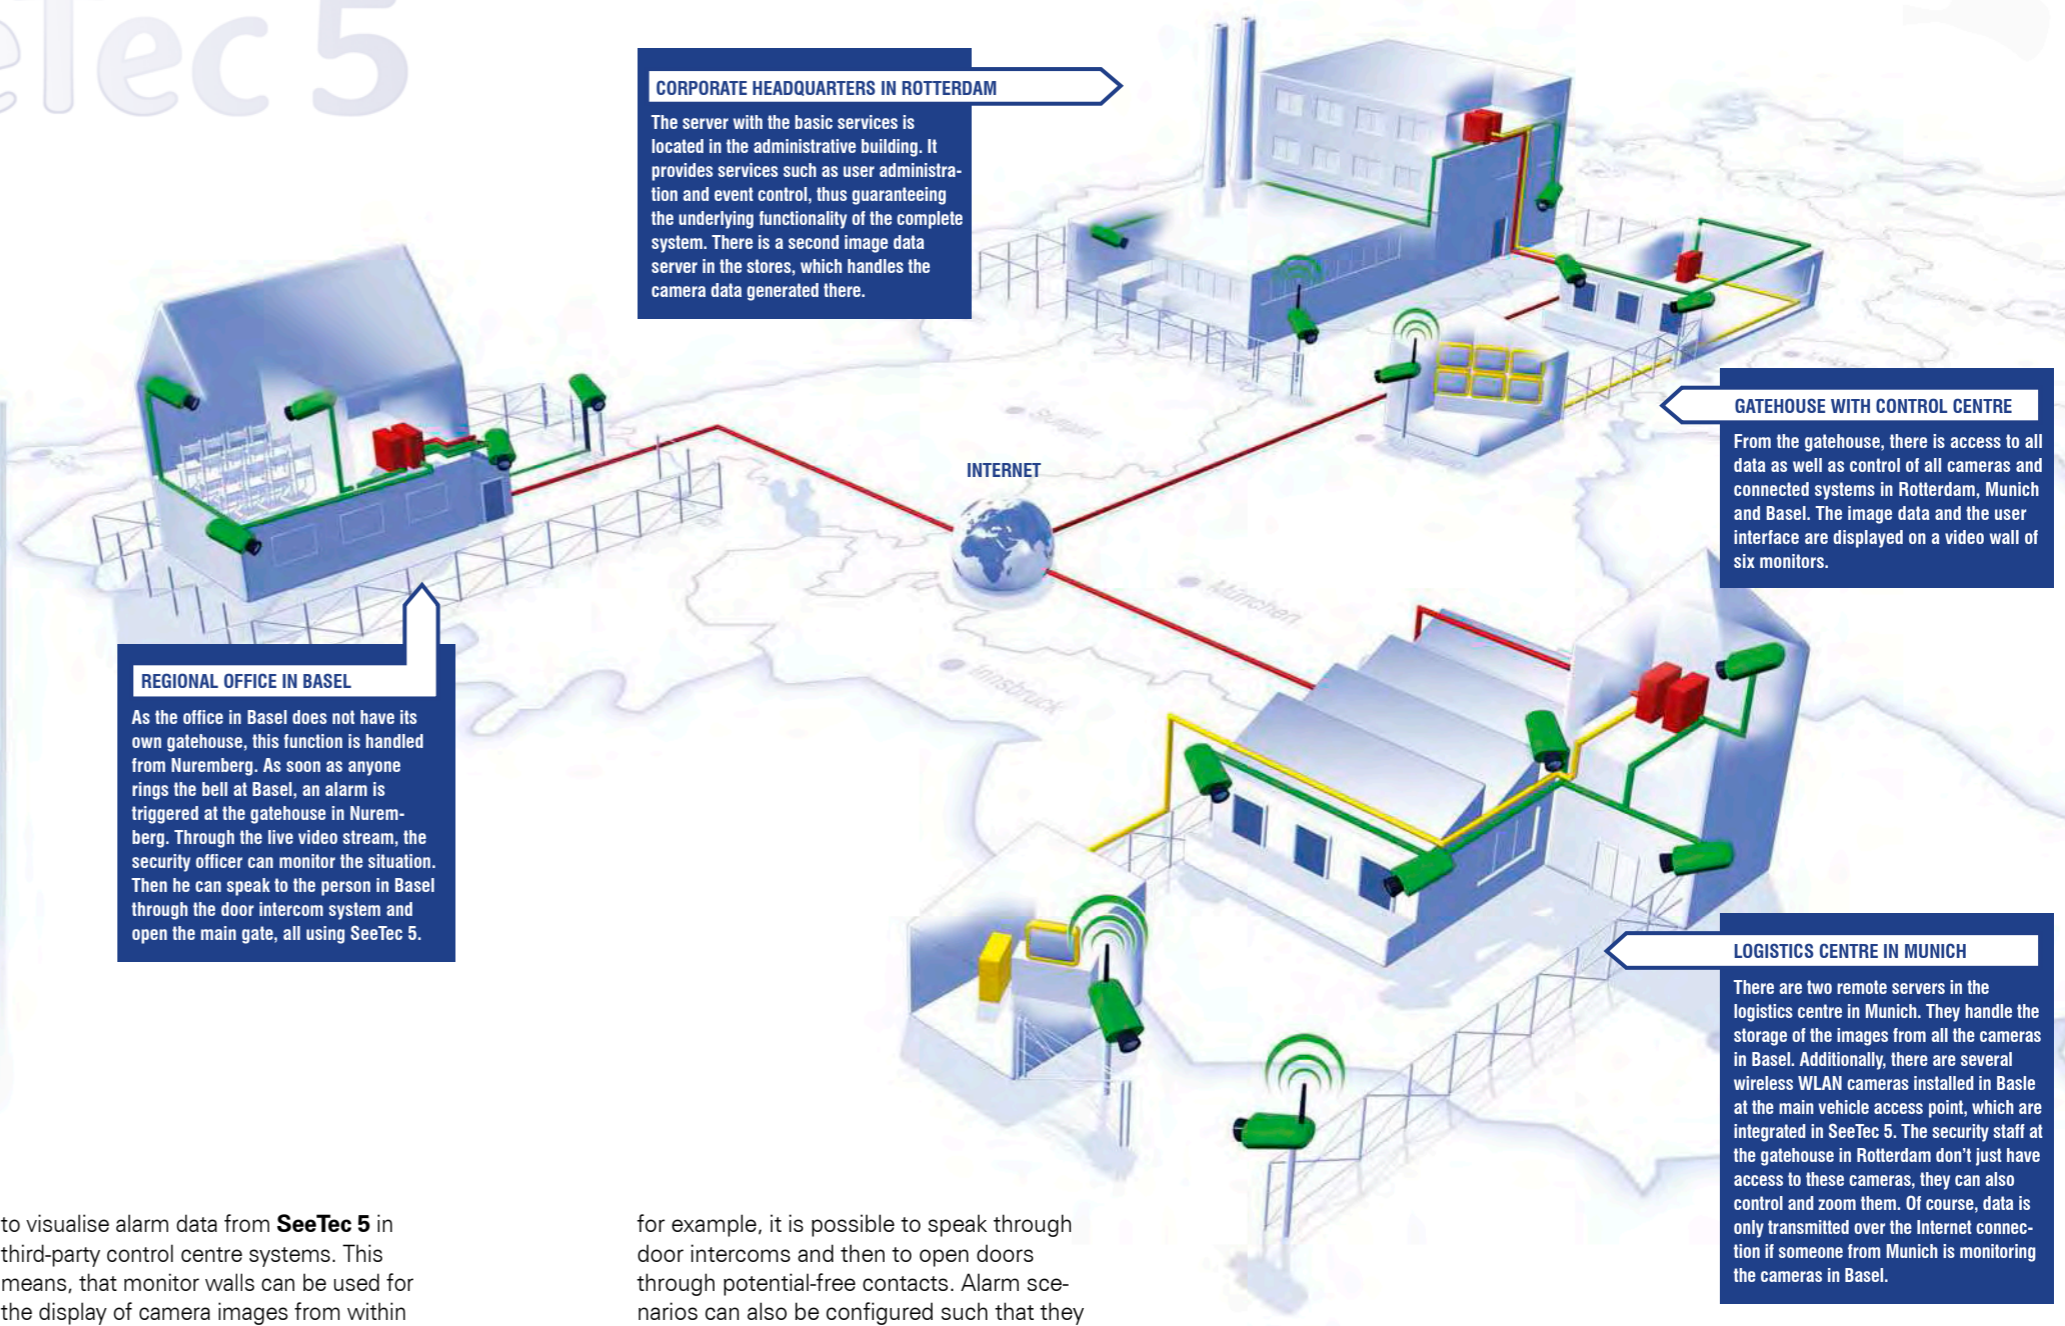 eTec 5
CORPORATE HEADQUARTERS IN ROTTERDAM
The server with the basic services is
located in the administrative building. It
provides services such as user administra-
tion and event control, thus guaranteeing
the underlying functionality of the complete
system. There is a second image data
server in the stores, which handles the
camera data generated there.
GATEHOUSE WITH CONTROL CENTRE
From the gatehouse, there is access to all
data as well as control of all cameras and
connected systems in Rotterdam, Munich
and Basel. The image data and the user
interface are displayed on a video wall of
six monitors.
Stuttgart
INTERNET
München
Innsbruck
REGIONAL OFFICE IN BASEL
As the office in Basel does not have its
own gatehouse, this function is handled
from Nuremberg. As soon as anyone
rings the bell at Basel, an alarm is
triggered at the gatehouse in Nurem-
berg. Through the live video stream, the
security officer can monitor the situation.
Then he can speak to the person in Basel
through the door intercom system and
open the main gate, all using SeeTec 5.
LOGISTICS CENTRE IN MUNICH
There are two remote servers in the
logistics centre in Munich. They handle the
storage of the images from all the cameras
in Basel. Additionally, there are several
wireless WLAN cameras installed in Basle
at the main vehicle access point, which are
integrated in SeeTec 5. The security staff at
the gatehouse in Rotterdam don't just have
access to these cameras, they can also
control and zoom them. Of course, data is
only transmitted over the Internet connec-
tion if someone from Munich is monitoring
the cameras in Basel.
to visualise alarm data from SeeTec 5 in
third-party control centre systems. This
means, that monitor walls can be used for
the display of camera images from within
for example, it is possible to speak through
door intercoms and then to open doors
through potential-free contacts. Alarm sce-
narios can also be configured such that they